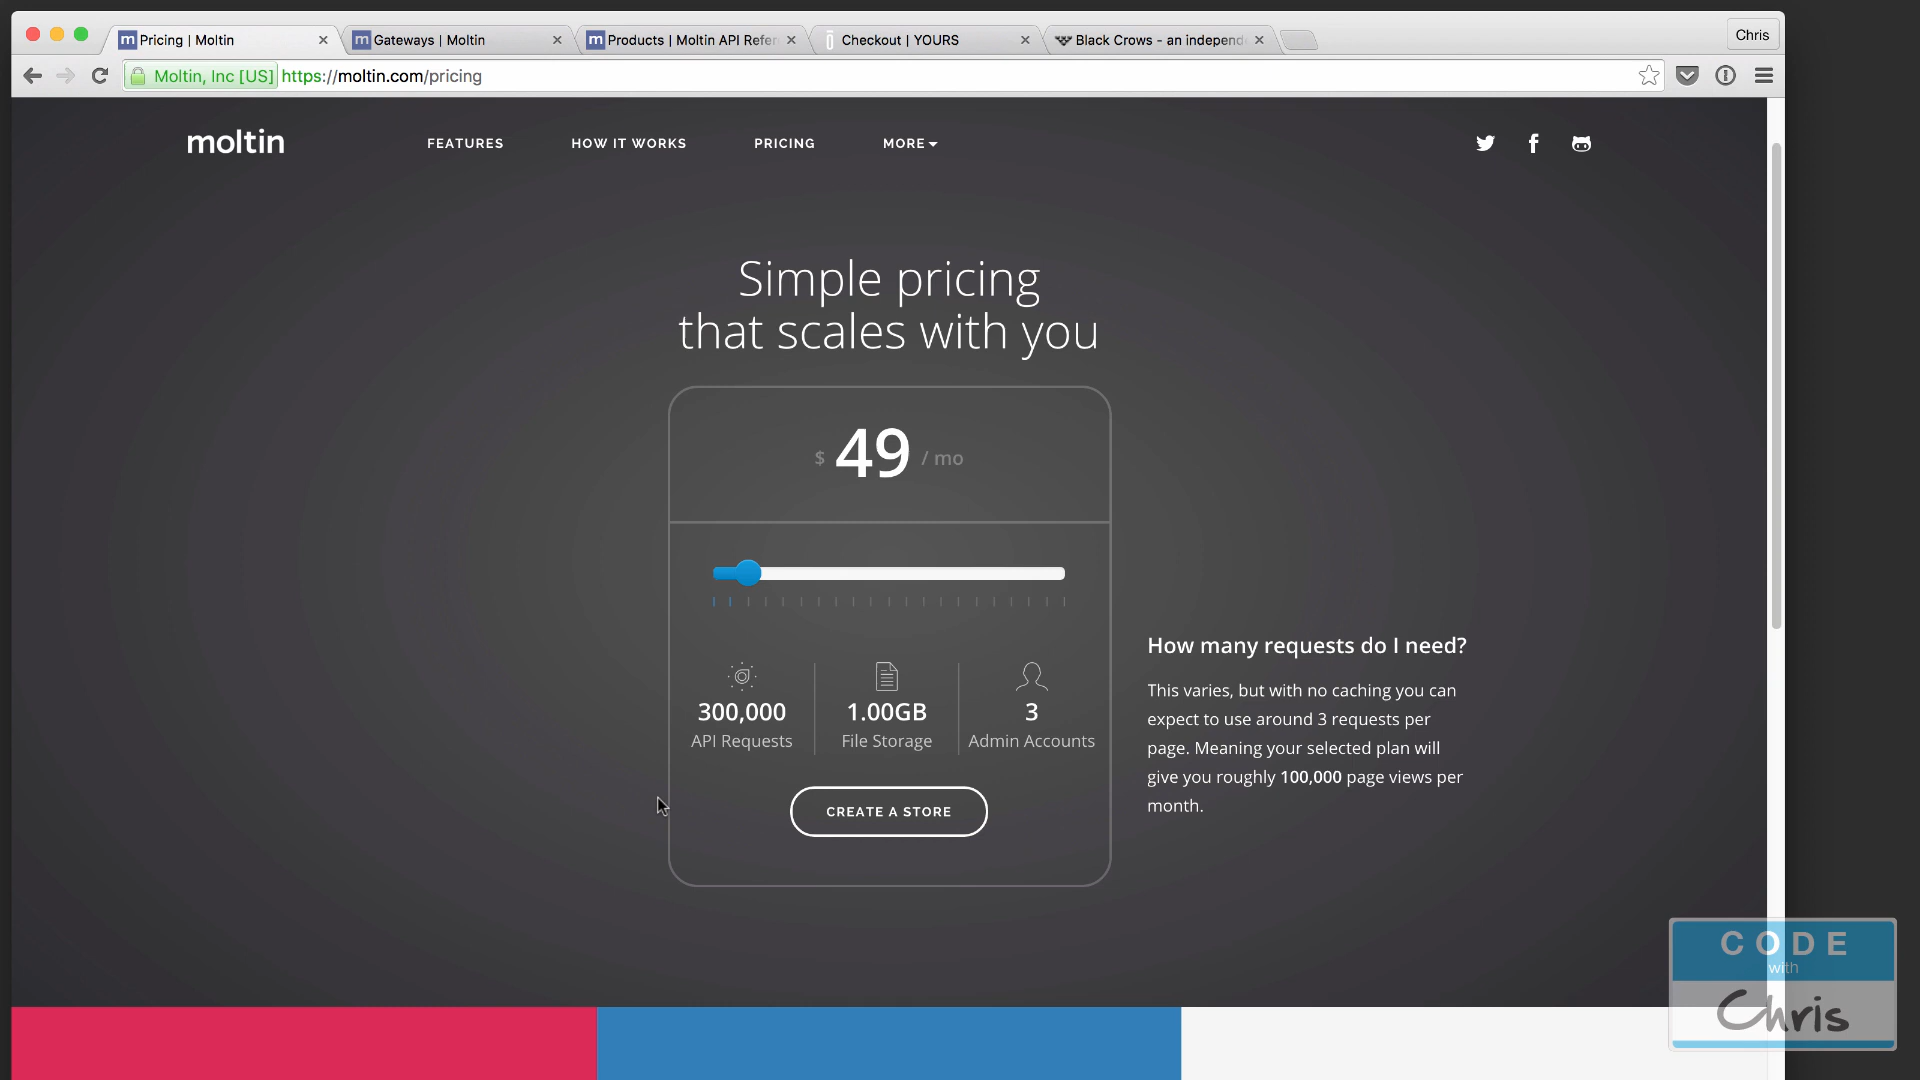 Pricing | Moltin
Gateways | Moltin
Products | Moltin API Refer
Checkout | YOURS
Black Crows - an independ
Chris
Moltin, Inc [US] https://moltin.com/pricing
moltin
FEATURES
HOW IT WORKS
PRICING
MORE
Simple pricing
that scales with you
$ 49 / mo
300,000
API Requests
1.00GB
File Storage
3
Admin Accounts
CREATE A STORE
How many requests do I need?
This varies, but with no caching you can
expect to use around 3 requests per
page. Meaning your selected plan will
give you roughly 100,000 page views per
month.
CODE
with
Chris